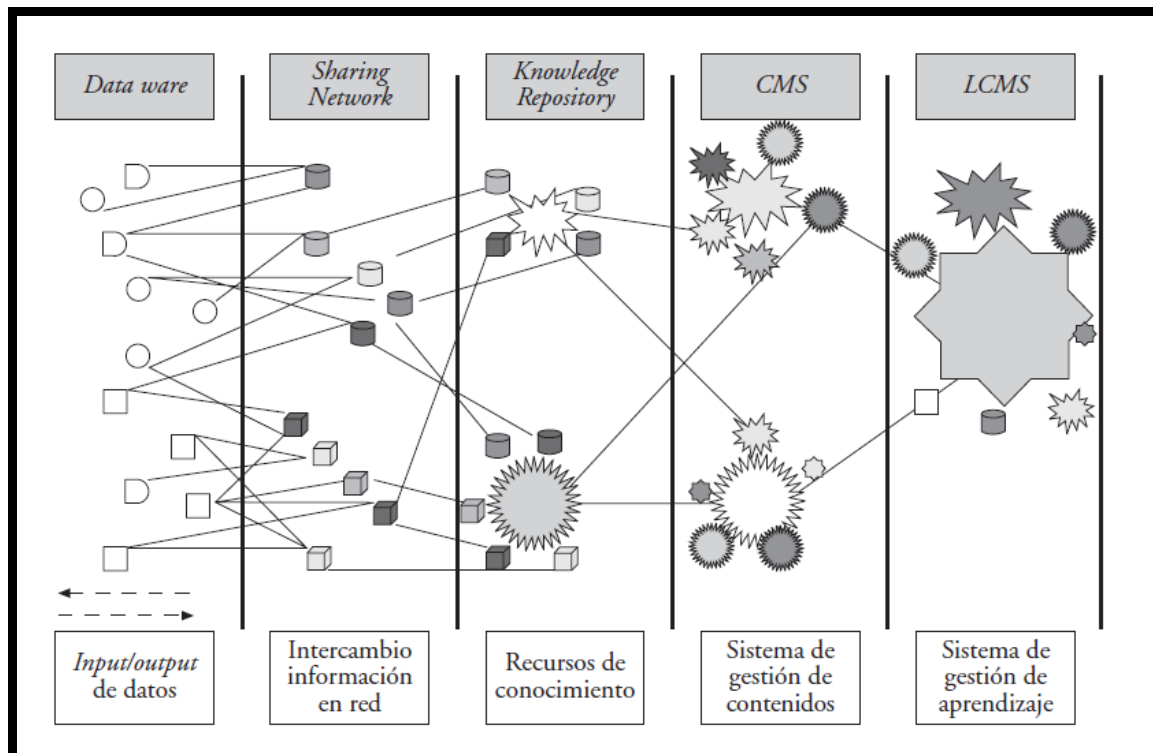 Data ware
Sharing
Network
Knowledge
Repository
CMS
LCMS
Input/output
de datos
Intercambio
información
en red
Recursos de
conocimiento
Sistema de
gestión de
contenidos
Sistema de
gestión de
aprendizaje